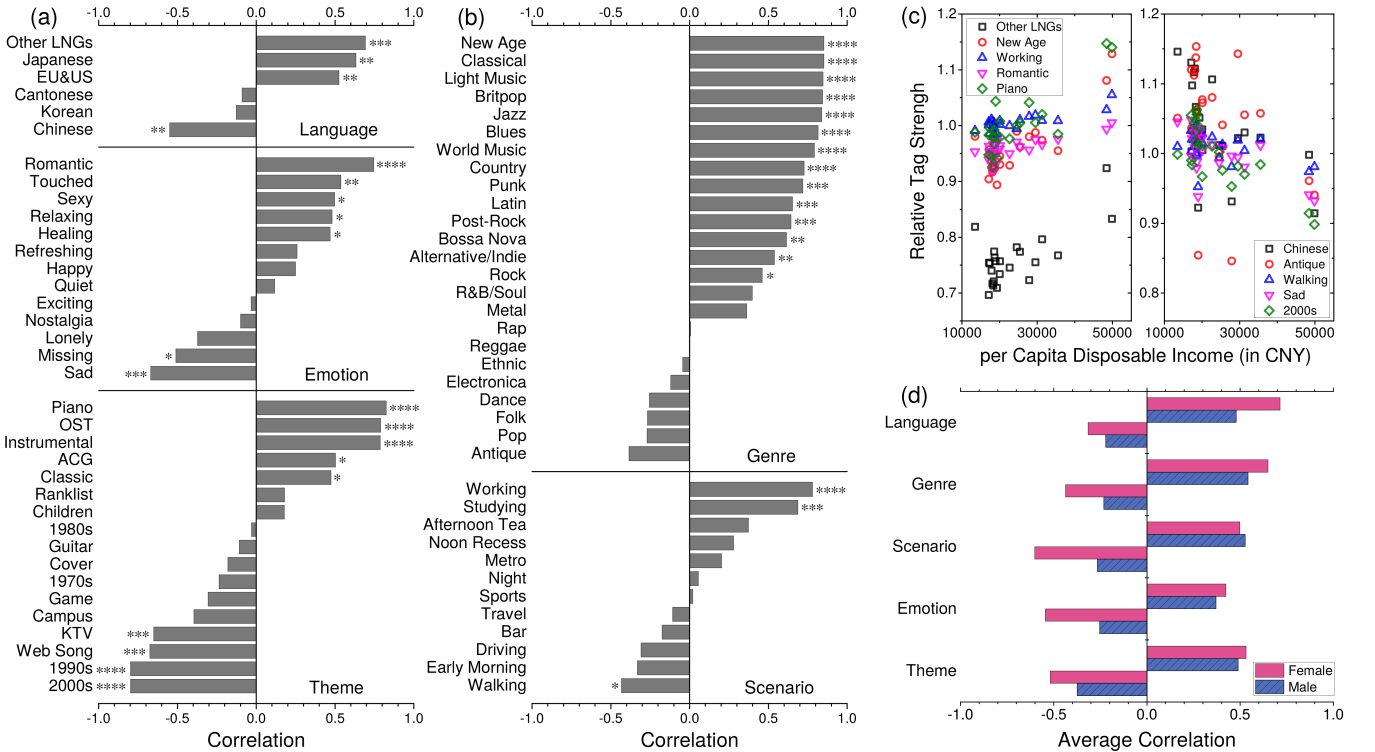 (a)
-1.0 -0.5 0.0 0.5 1.0
Other LNGs ***
Japanese **
EU&US **
Cantonese
Korean
Chinese **
Language
Romantic ****
Touched **
Sexy *
Relaxing *
Healing *
Refreshing
Happy
Quiet
Exciting
Nostalgia
Lonely
Missing *
Sad ***
Emotion
Piano ****
OST ****
Instrumental ****
ACG *
Classic *
Ranklist
Children
1980s
Guitar
Cover
1970s
Game
Campus
KTV ***
Web Song ***
1990s ****
2000s ****
Theme
-1.0 -0.5 0.0 0.5 1.0
Correlation
(b)
-1.0 -0.5 0.0 0.5 1.0
New Age ****
Classical ****
Light Music ****
Britpop ****
Jazz ****
Blues ****
World Music ****
Country ****
Punk ***
Latin ***
Post-Rock ***
Bossa Nova **
Alternative/Indie **
Rock *
R&B/Soul
Metal
Rap
Reggae
Ethnic
Electronica
Dance
Folk
Pop
Antique
Genre
Working ****
Studying ***
Afternoon Tea
Noon Recess
Metro
Night
Sports
Travel
Bar
Driving
Early Morning
Walking *
Scenario
-1.0 -0.5 0.0 0.5 1.0
Correlation
(c)
Relative Tag Strengh
1.2
1.1
1.0
0.9
0.8
0.7
Other LNGs
New Age
Working
Romantic
Piano
10000 30000 50000
1.2
1.1
1.0
0.9
0.8
Chinese
Antique
Walking
Sad
2000s
10000 30000 50000
per Capita Disposable Income (in CNY)
(d)
Language
Genre
Scenario
Emotion
Theme
Female
Male
-1.0 -0.5 0.0 0.5 1.0
Average Correlation